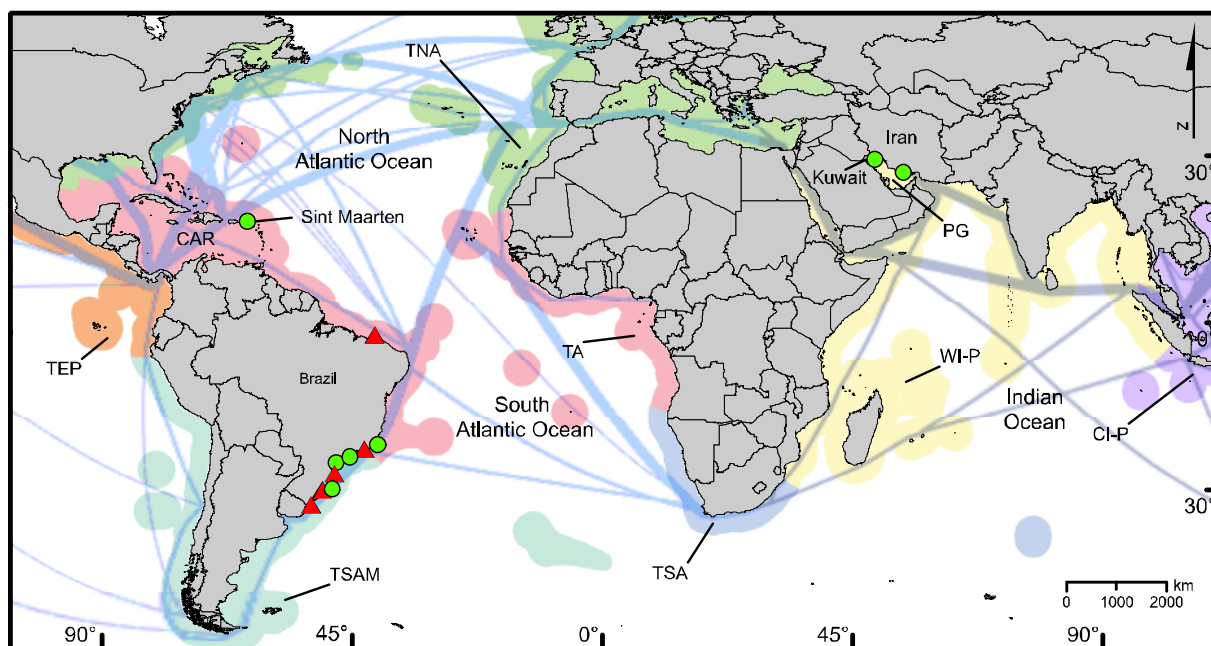 TNA
North
Atlantic Ocean
Iran
Kuwait
N
30°
Sint Maarten
CAR
PG
TEP
Brazil
TA
WI-P
0°
South
Atlantic Ocean
Indian
Ocean
CI-P
30°
TSAM
TSA
km
0 1000 2000
90° 45° 0° 45° 90°